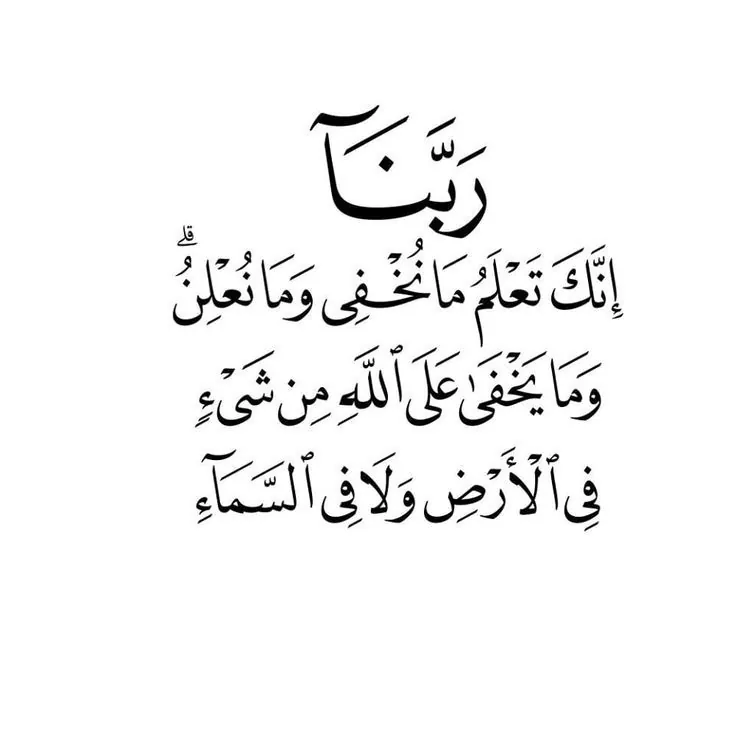 رَبَّنَآ
إِنَّكَ تَعْلَمُ مَا نُخْفِى وَمَا نُعْلِنُ ۗ
وَمَا يَخْفَىٰ عَلَى ٱللَّهِ مِن شَىْءٍ
فِى ٱلْأَرْضِ وَلَا فِى ٱلسَّمَآءِ